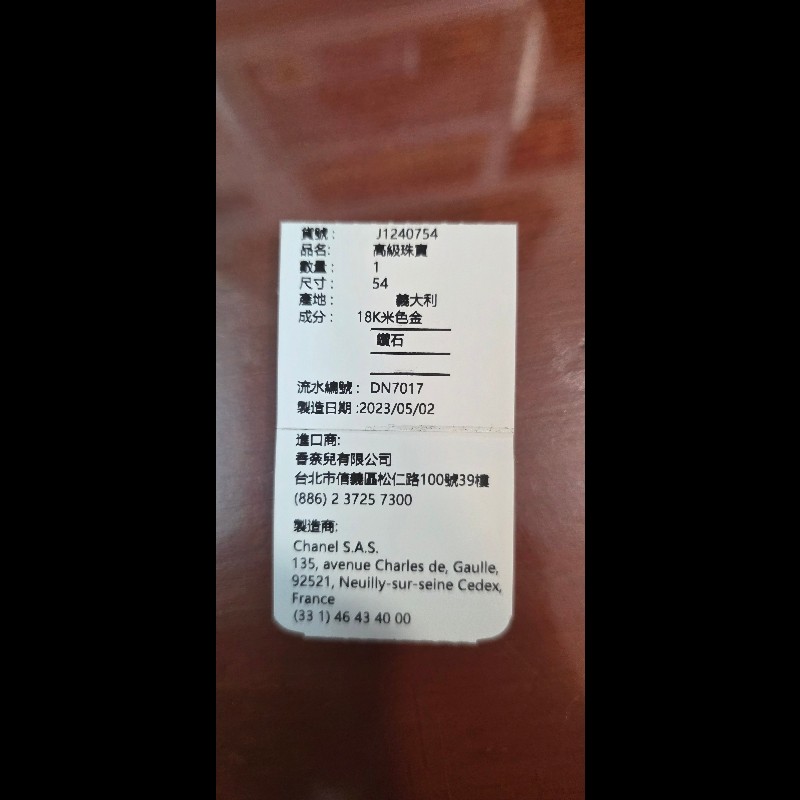 貨號： J1240754
品名: 高級珠寶
數量： 1
尺寸： 54
產地： 義大利
成分： 18K米色金
鑽石
流水編號： DN7017
製造日期:2023/05/02
進口商:
香奈兒有限公司
台北市信義區松仁路100號39樓
(886) 2 3725 7300
製造商:
Chanel S.A.S.
135, avenue Charles de, Gaulle,
92521, Neuilly-sur-seine Cedex,
France
(33 1) 46 43 40 00